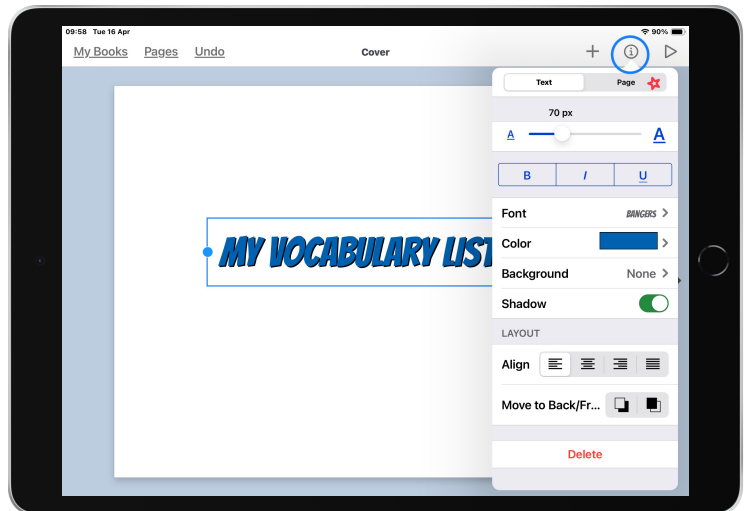 09:58 Tue 16 Apr
90%
My Books Pages Undo
Cover
Text Page
70 px
A A
B I U
Font BANGERS
Color
Background None
Shadow
LAYOUT
Align
Move to Back/Fr...
Delete
MY VOCABULARY LIST